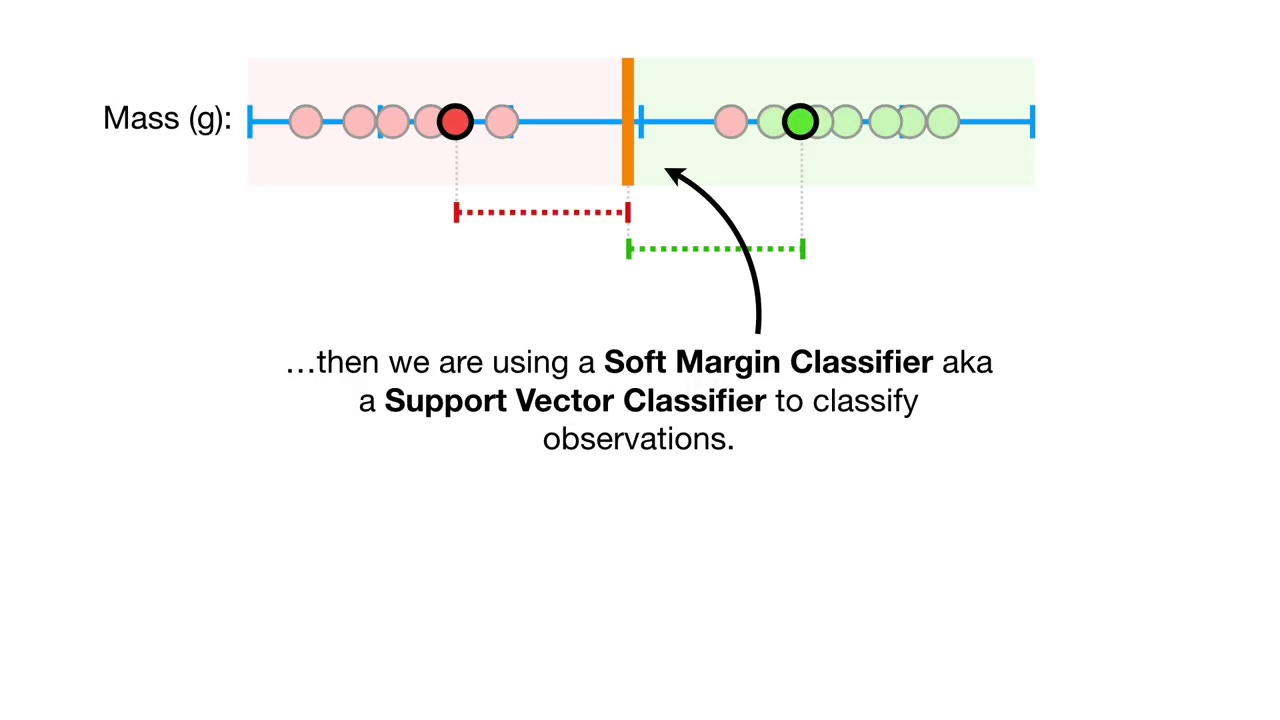 Mass (g):
…then we are using a Soft Margin Classifier aka
a Support Vector Classifier to classify
observations.